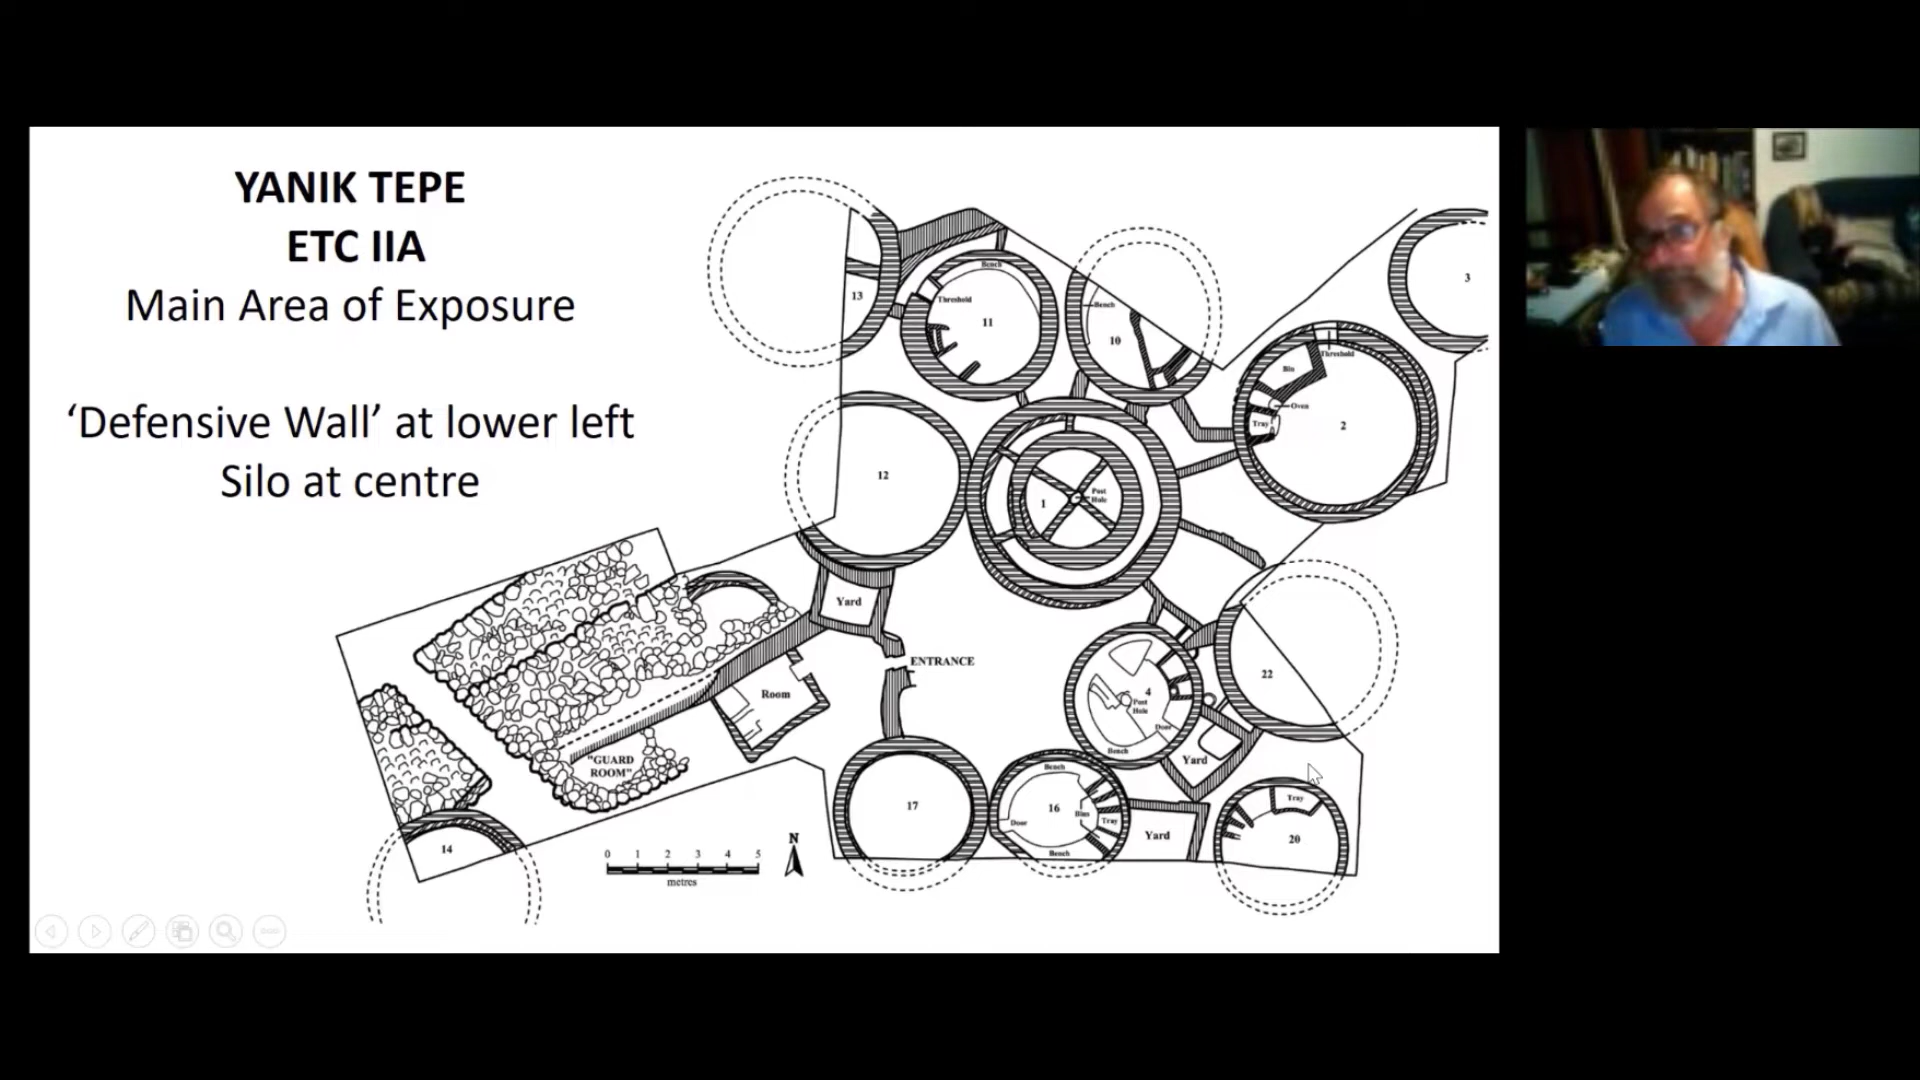 YANIK TEPE
ETC IIA
Main Area of Exposure
‘Defensive Wall’ at lower left
Silo at centre
13
Bench
Threshold
11
Bench
10
3
Threshold
Bin
Oven
Tray
2
12
1
Post
Hole
Yard
ENTRANCE
Room
"GUARD
ROOM"
4
Post
Hole
Door
Bench
22
Yard
17
Bench
16
Door
Bins
Tray
Bench
Yard
Tray
20
14
0 1 2 3 4 5
metres
N